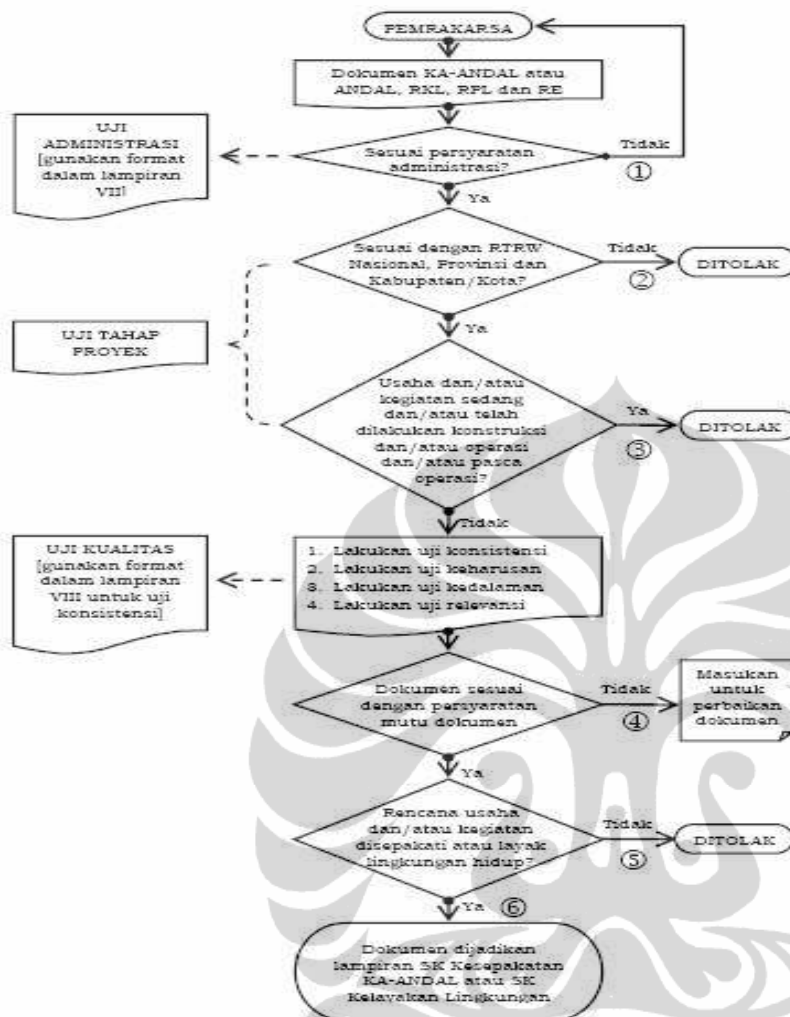 PEMRAKARSA
Dokumen KA-ANDAL atau
ANDAL, RKL, RPL dan RE
UJI
ADMINISTRASI
[gunakan format
dalam lampiran
VII]
Sesuai persyaratan
administrasi?
Tidak
①
Ya
Sesuai dengan RTRW
Nasional, Provinsi dan
Kabupaten/Kota?
Tidak
②
DITOLAK
Ya
UJI TAHAP
PROYEK
Usaha dan/atau
kegiatan sedang
dan/atau telah
dilakukan konstruksi
dan/atau operasi
dan/atau pasca
operasi?
Ya
③
DITOLAK
Tidak
UJI KUALITAS
[gunakan format
dalam lampiran
VIII untuk uji
konsistensi]
1. Lakukan uji konsistensi
2. Lakukan uji keharusan
3. Lakukan uji kedalaman
4. Lakukan uji relevansi
Dokumen sesuai
dengan persyaratan
mutu dokumen
Tidak
④
Masukan
untuk
perbaikan
dokumen
Ya
Rencana usaha
dan/atau kegiatan
disepakati atau layak
lingkungan hidup?
Tidak
⑤
DITOLAK
Ya ⑥
Dokumen dijadikan
lampiran SK Kesepakatan
KA-ANDAL atau SK
Kelayakan Lingkungan